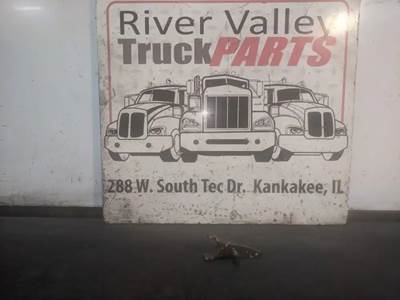 River Valley
TruckPARTS
288 W. South Tec Dr. Kankakee, IL